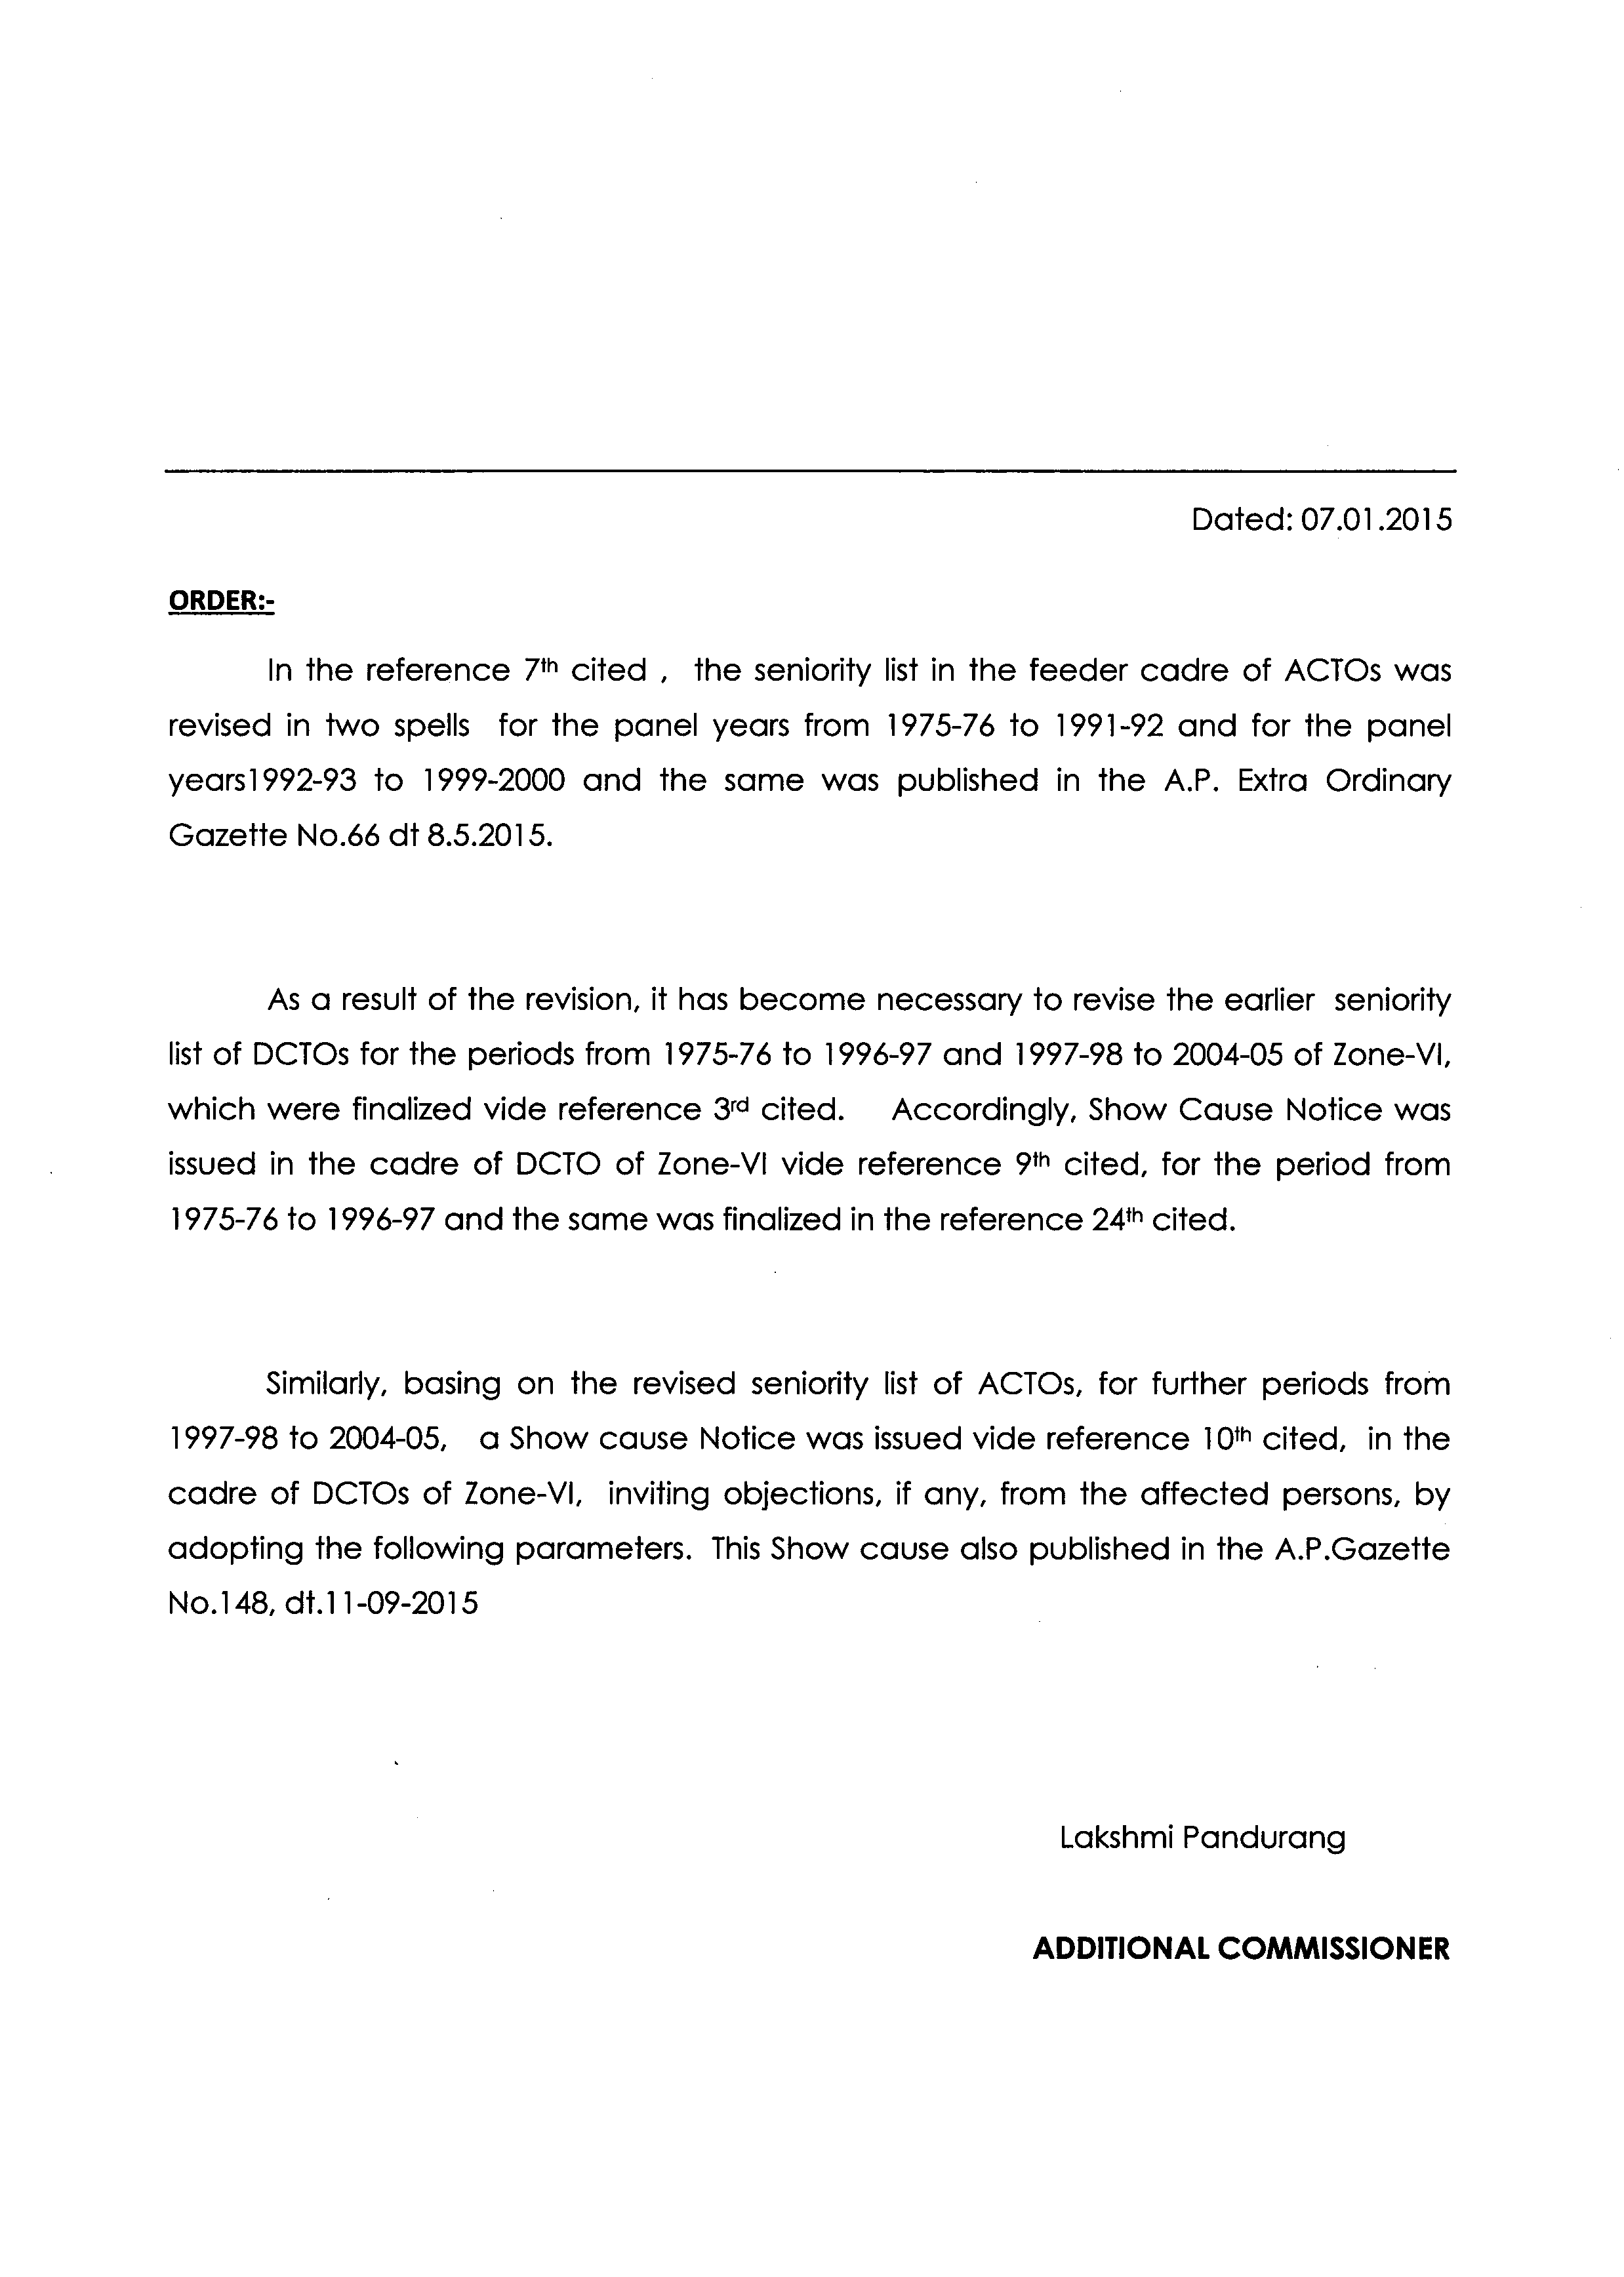 Dated: 07.01.2015
ORDER:-
In the reference 7th cited , the seniority list in the feeder cadre of ACTOs was
revised in two spells for the panel years from 1975-76 to 1991-92 and for the panel
years1992-93 to 1999-2000 and the same was published in the A.P. Extra Ordinary
Gazette No.66 dt 8.5.2015.
As a result of the revision, it has become necessary to revise the earlier seniority
list of DCTOs for the periods from 1975-76 to 1996-97 and 1997-98 to 2004-05 of Zone-VI,
which were finalized vide reference 3rd cited. Accordingly, Show Cause Notice was
issued in the cadre of DCTO of Zone-VI vide reference 9th cited, for the period from
1975-76 to 1996-97 and the same was finalized in the reference 24th cited.
Similarly, basing on the revised seniority list of ACTOs, for further periods from
1997-98 to 2004-05, a Show cause Notice was issued vide reference 10th cited, in the
cadre of DCTOs of Zone-VI, inviting objections, if any, from the affected persons, by
adopting the following parameters. This Show cause also published in the A.P.Gazette
No.148, dt.11-09-2015
Lakshmi Pandurang
ADDITIONAL COMMISSIONER